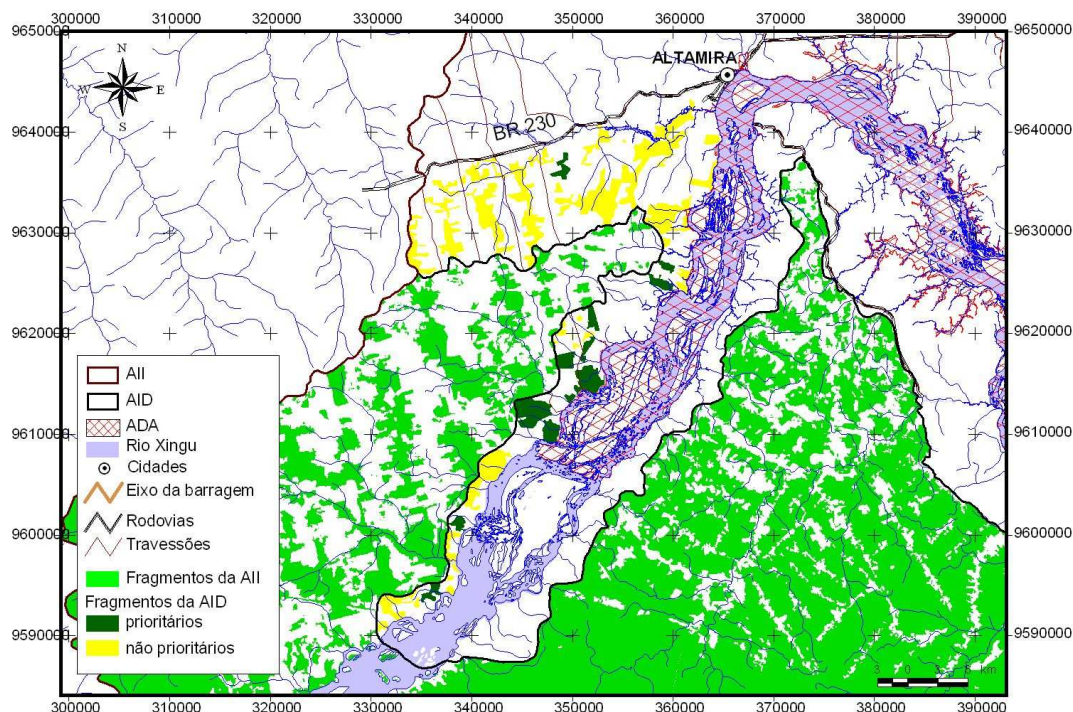 300000 310000 320000 330000 340000 350000 360000 370000 380000 390000
9650000 9650000
N
ALTAMIRA
W E
S
BR 230
9640000 9640000
9630000 9630000
9620000 9620000
AII
AID
ADA
Rio Xingu
Cidades
Eixo da barragem
Rodovias
Travessões
Fragmentos da AII
Fragmentos da AID
prioritários
não prioritários
9610000 9610000
9600000 9600000
9590000 9590000
3 0 km
300000 310000 320000 330000 340000 350000 360000 370000 380000 390000